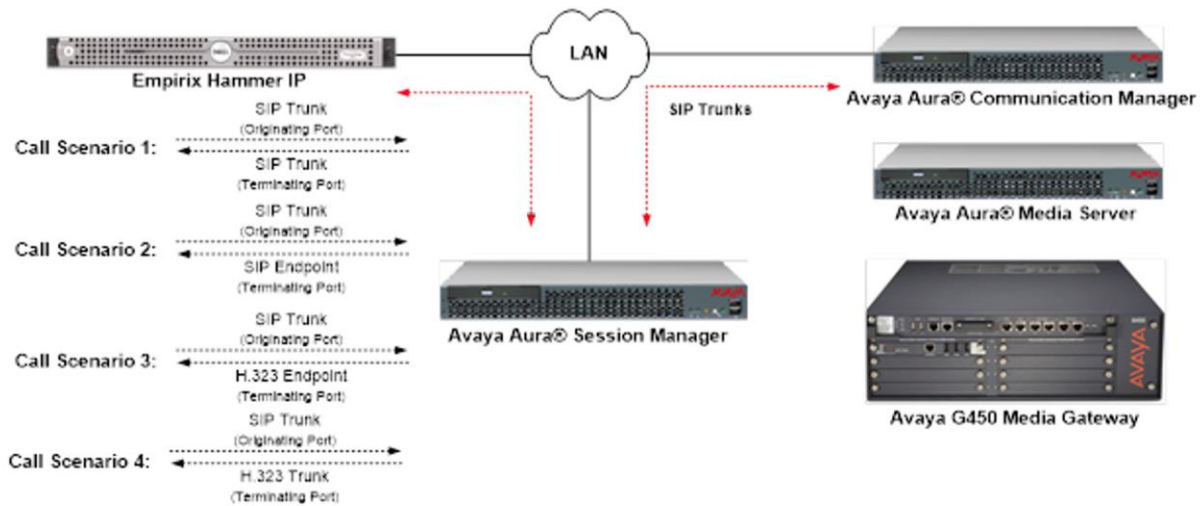 LAN
Empirix Hammer IP
Avaya Aura® Communication Manager
SIP Trunks
SIP Trunk
(Originating Port)
Call Scenario 1:
SIP Trunk
(Terminating Port)
Avaya Aura® Media Server
SIP Trunk
(Originating Port)
Call Scenario 2:
SIP Endpoint
(Terminating Port)
AVAYA
Avaya Aura® Session Manager
SIP Trunk
(Originating Port)
Call Scenario 3:
H.323 Endpoint
(Terminating Port)
AVAYA
Avaya G450 Media Gateway
SIP Trunk
(Originating Port)
Call Scenario 4:
H.323 Trunk
(Terminating Port)